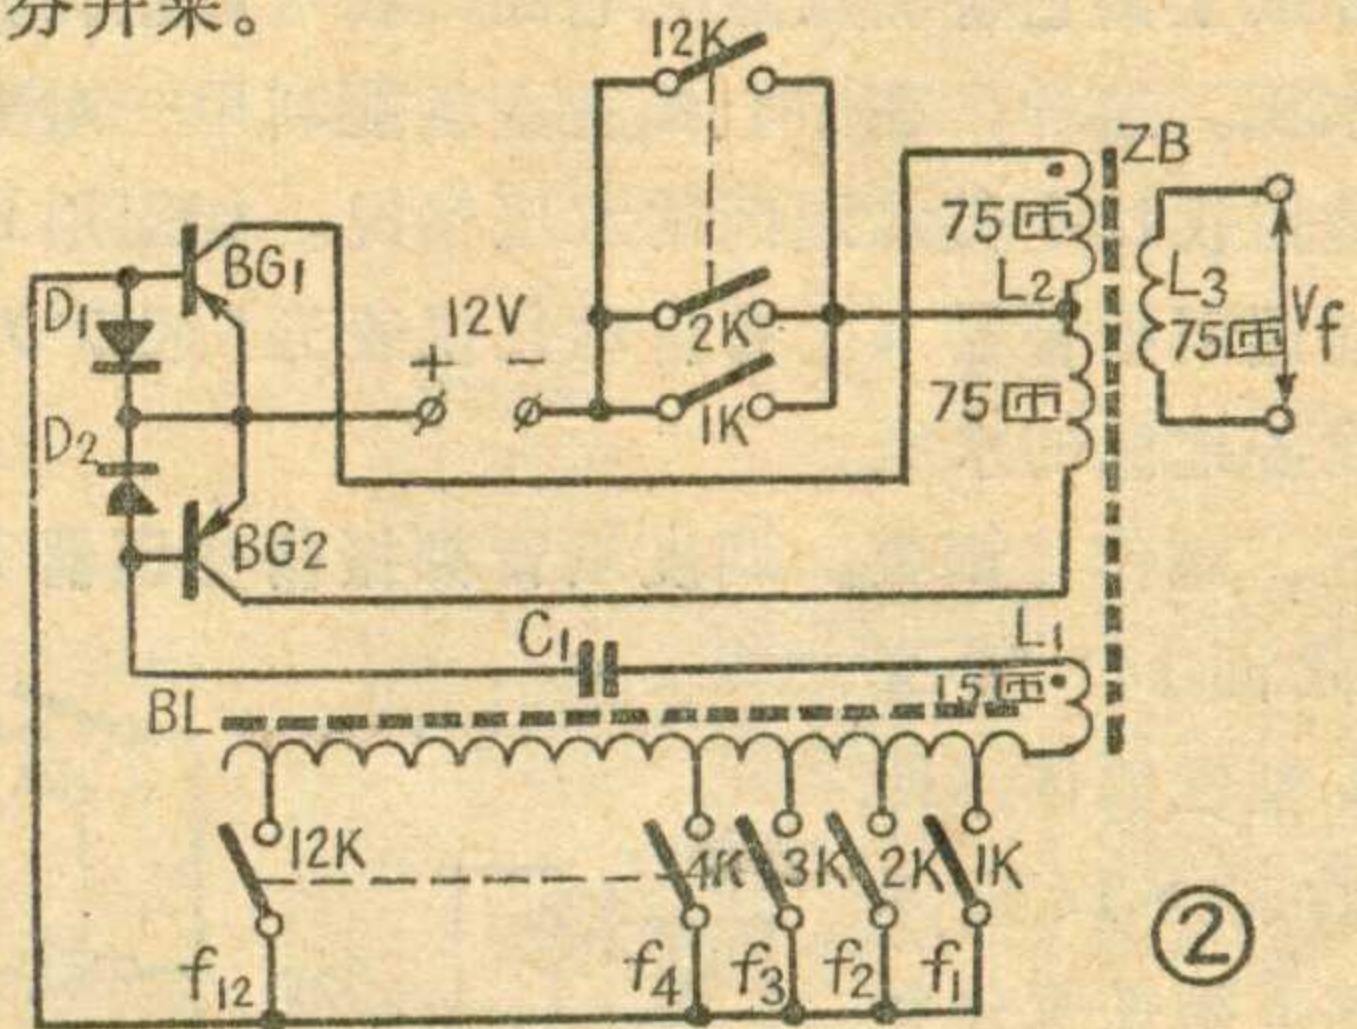 分开来。
12K
ZB
75匝
BG1
L2
L3
D1
12V
2K
75匝
Vf
+ −
75匝
1K
D2
BG2
C1
L1
15匝
BL
12K
4K
3K
2K
1K
f12
f4
f3
f2
f1
②